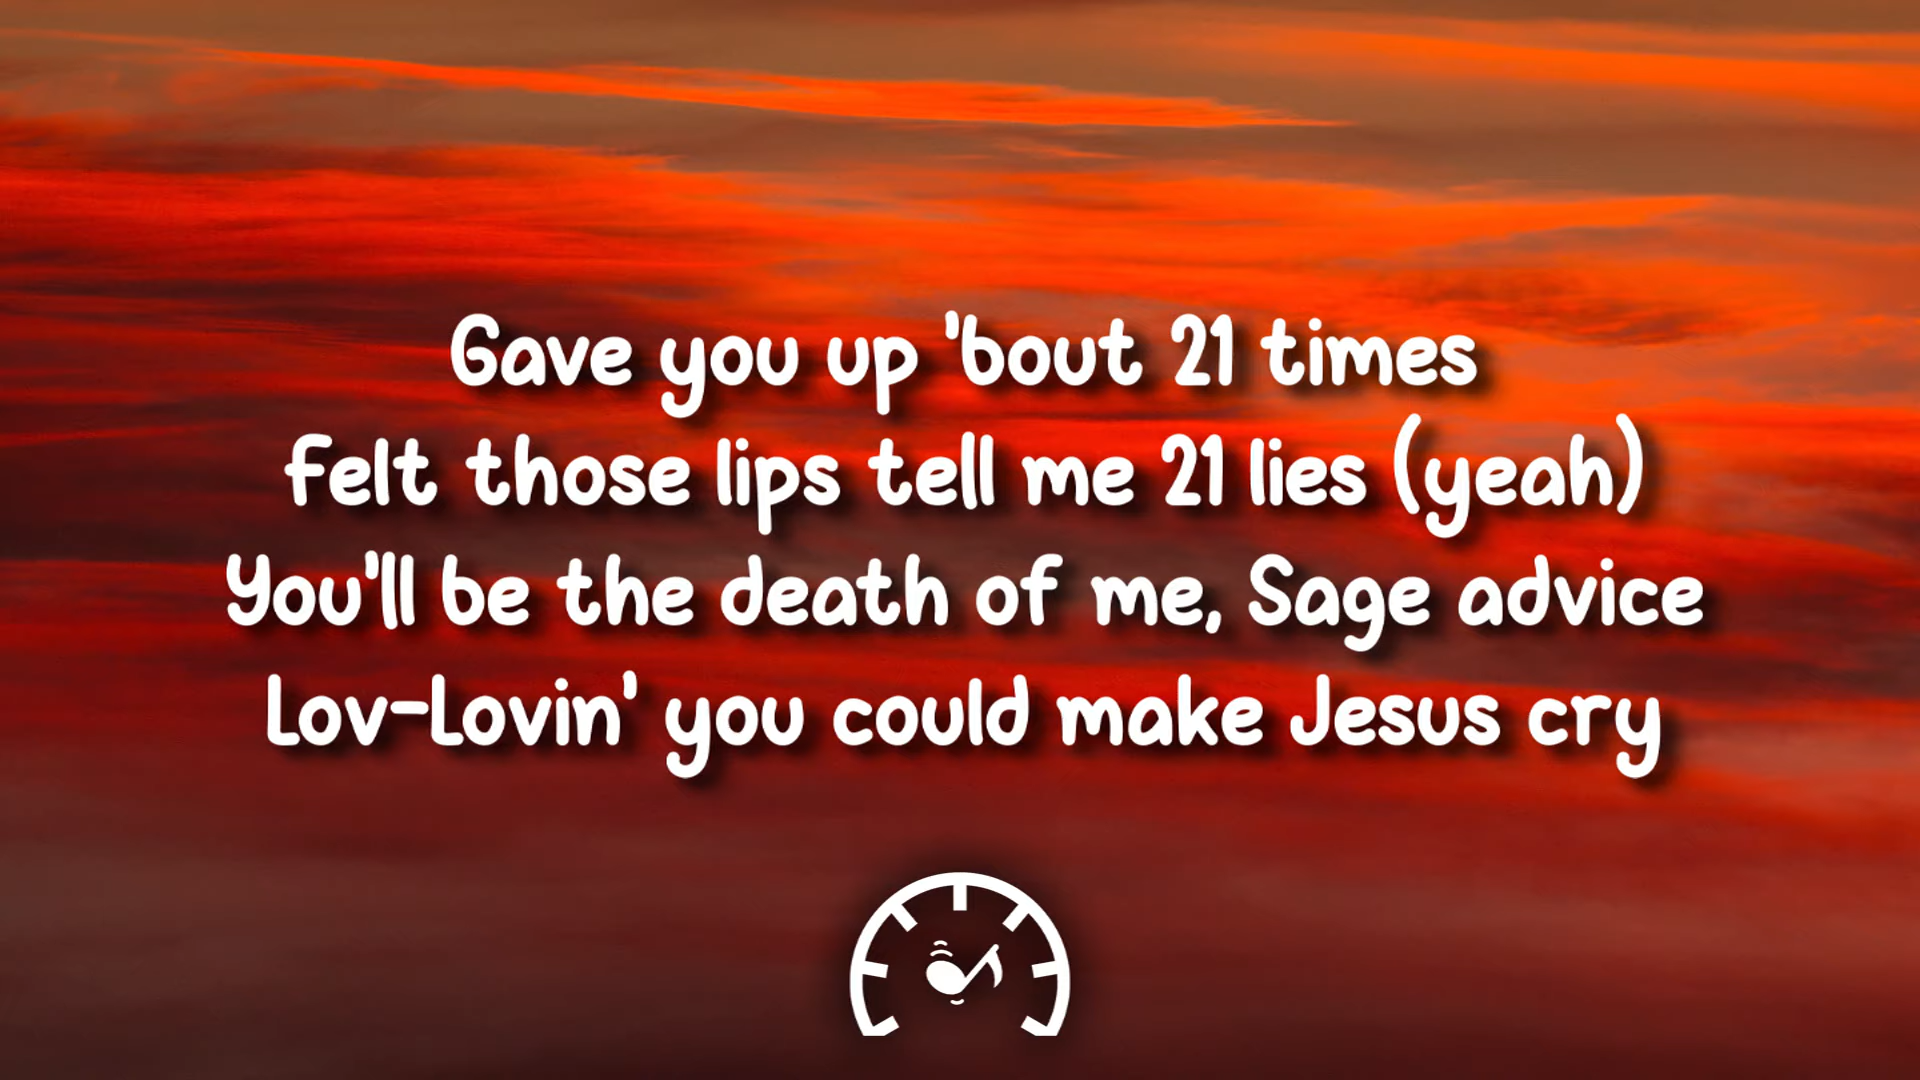 Gave you up 'bout 21 times
Felt those lips tell me 21 lies (yeah)
You'll be the death of me, Sage advice
Lov-Lovin' you could make Jesus cry